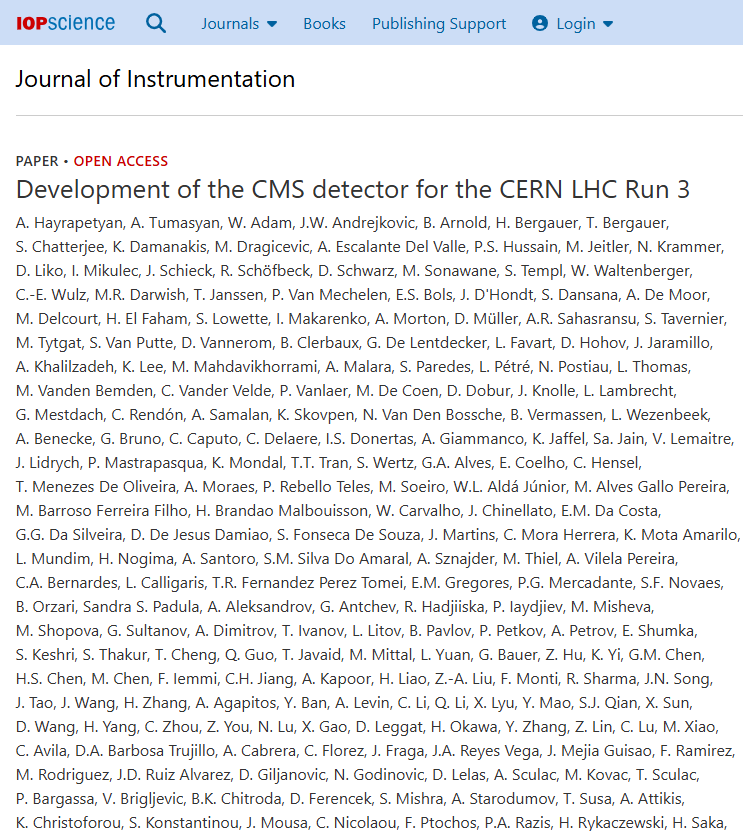 IOPscience Journals Books Publishing Support Login
Journal of Instrumentation
PAPER • OPEN ACCESS
Development of the CMS detector for the CERN LHC Run 3
A. Hayrapetyan, A. Tumasyan, W. Adam, J.W. Andrejkovic, B. Arnold, H. Bergauer, T. Bergauer,
S. Chatterjee, K. Damanakis, M. Dragicevic, A. Escalante Del Valle, P.S. Hussain, M. Jeitler, N. Krammer,
D. Liko, I. Mikulec, J. Schieck, R. Schöfbeck, D. Schwarz, M. Sonawane, S. Templ, W. Waltenberger,
C.-E. Wulz, M.R. Darwish, T. Janssen, P. Van Mechelen, E.S. Bols, J. D'Hondt, S. Dansana, A. De Moor,
M. Delcourt, H. El Faham, S. Lowette, I. Makarenko, A. Morton, D. Müller, A.R. Sahasransu, S. Tavernier,
M. Tytgat, S. Van Putte, D. Vannerom, B. Clerbaux, G. De Lentdecker, L. Favart, D. Hohov, J. Jaramillo,
A. Khalilzadeh, K. Lee, M. Mahdavikhorrami, A. Malara, S. Paredes, L. Pétré, N. Postiau, L. Thomas,
M. Vanden Bemden, C. Vander Velde, P. Vanlaer, M. De Coen, D. Dobur, J. Knolle, L. Lambrecht,
G. Mestdach, C. Rendón, A. Samalan, K. Skovpen, N. Van Den Bossche, B. Vermassen, L. Wezenbeek,
A. Benecke, G. Bruno, C. Caputo, C. Delaere, I.S. Donertas, A. Giammanco, K. Jaffel, Sa. Jain, V. Lemaitre,
J. Lidrych, P. Mastrapasqua, K. Mondal, T.T. Tran, S. Wertz, G.A. Alves, E. Coelho, C. Hensel,
T. Menezes De Oliveira, A. Moraes, P. Rebello Teles, M. Soeiro, W.L. Aldá Júnior, M. Alves Gallo Pereira,
M. Barroso Ferreira Filho, H. Brandao Malbouisson, W. Carvalho, J. Chinellato, E.M. Da Costa,
G.G. Da Silveira, D. De Jesus Damiao, S. Fonseca De Souza, J. Martins, C. Mora Herrera, K. Mota Amarilo,
L. Mundim, H. Nogima, A. Santoro, S.M. Silva Do Amaral, A. Sznajder, M. Thiel, A. Vilela Pereira,
C.A. Bernardes, L. Calligaris, T.R. Fernandez Perez Tomei, E.M. Gregores, P.G. Mercadante, S.F. Novaes,
B. Orzari, Sandra S. Padula, A. Aleksandrov, G. Antchev, R. Hadjiiska, P. Iaydjiev, M. Misheva,
M. Shopova, G. Sultanov, A. Dimitrov, T. Ivanov, L. Litov, B. Pavlov, P. Petkov, A. Petrov, E. Shumka,
S. Keshri, S. Thakur, T. Cheng, Q. Guo, T. Javaid, M. Mittal, L. Yuan, G. Bauer, Z. Hu, K. Yi, G.M. Chen,
H.S. Chen, M. Chen, F. Iemmi, C.H. Jiang, A. Kapoor, H. Liao, Z.-A. Liu, F. Monti, R. Sharma, J.N. Song,
J. Tao, J. Wang, H. Zhang, A. Agapitos, Y. Ban, A. Levin, C. Li, Q. Li, X. Lyu, Y. Mao, S.J. Qian, X. Sun,
D. Wang, H. Yang, C. Zhou, Z. You, N. Lu, X. Gao, D. Leggat, H. Okawa, Y. Zhang, Z. Lin, C. Lu, M. Xiao,
C. Avila, D.A. Barbosa Trujillo, A. Cabrera, C. Florez, J. Fraga, J.A. Reyes Vega, J. Mejia Guisao, F. Ramirez,
M. Rodriguez, J.D. Ruiz Alvarez, D. Giljanovic, N. Godinovic, D. Lelas, A. Sculac, M. Kovac, T. Sculac,
P. Bargassa, V. Brigljevic, B.K. Chitroda, D. Ferencek, S. Mishra, A. Starodumov, T. Susa, A. Attikis,
K. Christoforou, S. Konstantinou, J. Mousa, C. Nicolaou, F. Ptochos, P.A. Razis, H. Rykaczewski, H. Saka,